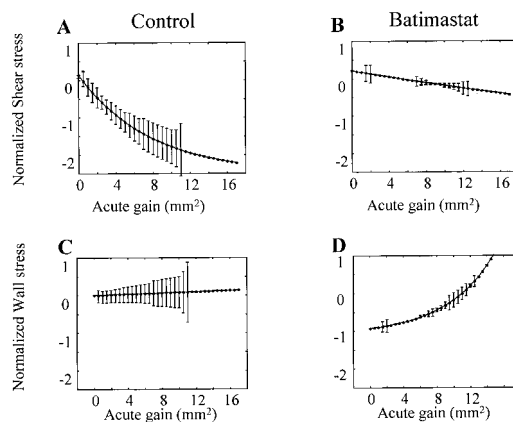 Control
Batimastat
A
B
Normalized Shear stress
1
0
-1
-2
0 4 8 12 16
Acute gain (mm²)
1
0
-1
-2
0 4 8 12 16
Acute gain (mm²)
C
D
Normalized Wall stress
1
0
-1
-2
0 4 8 12 16
Acute gain (mm²)
1
0
-1
-2
0 4 8 12
Acute gain (mm²)